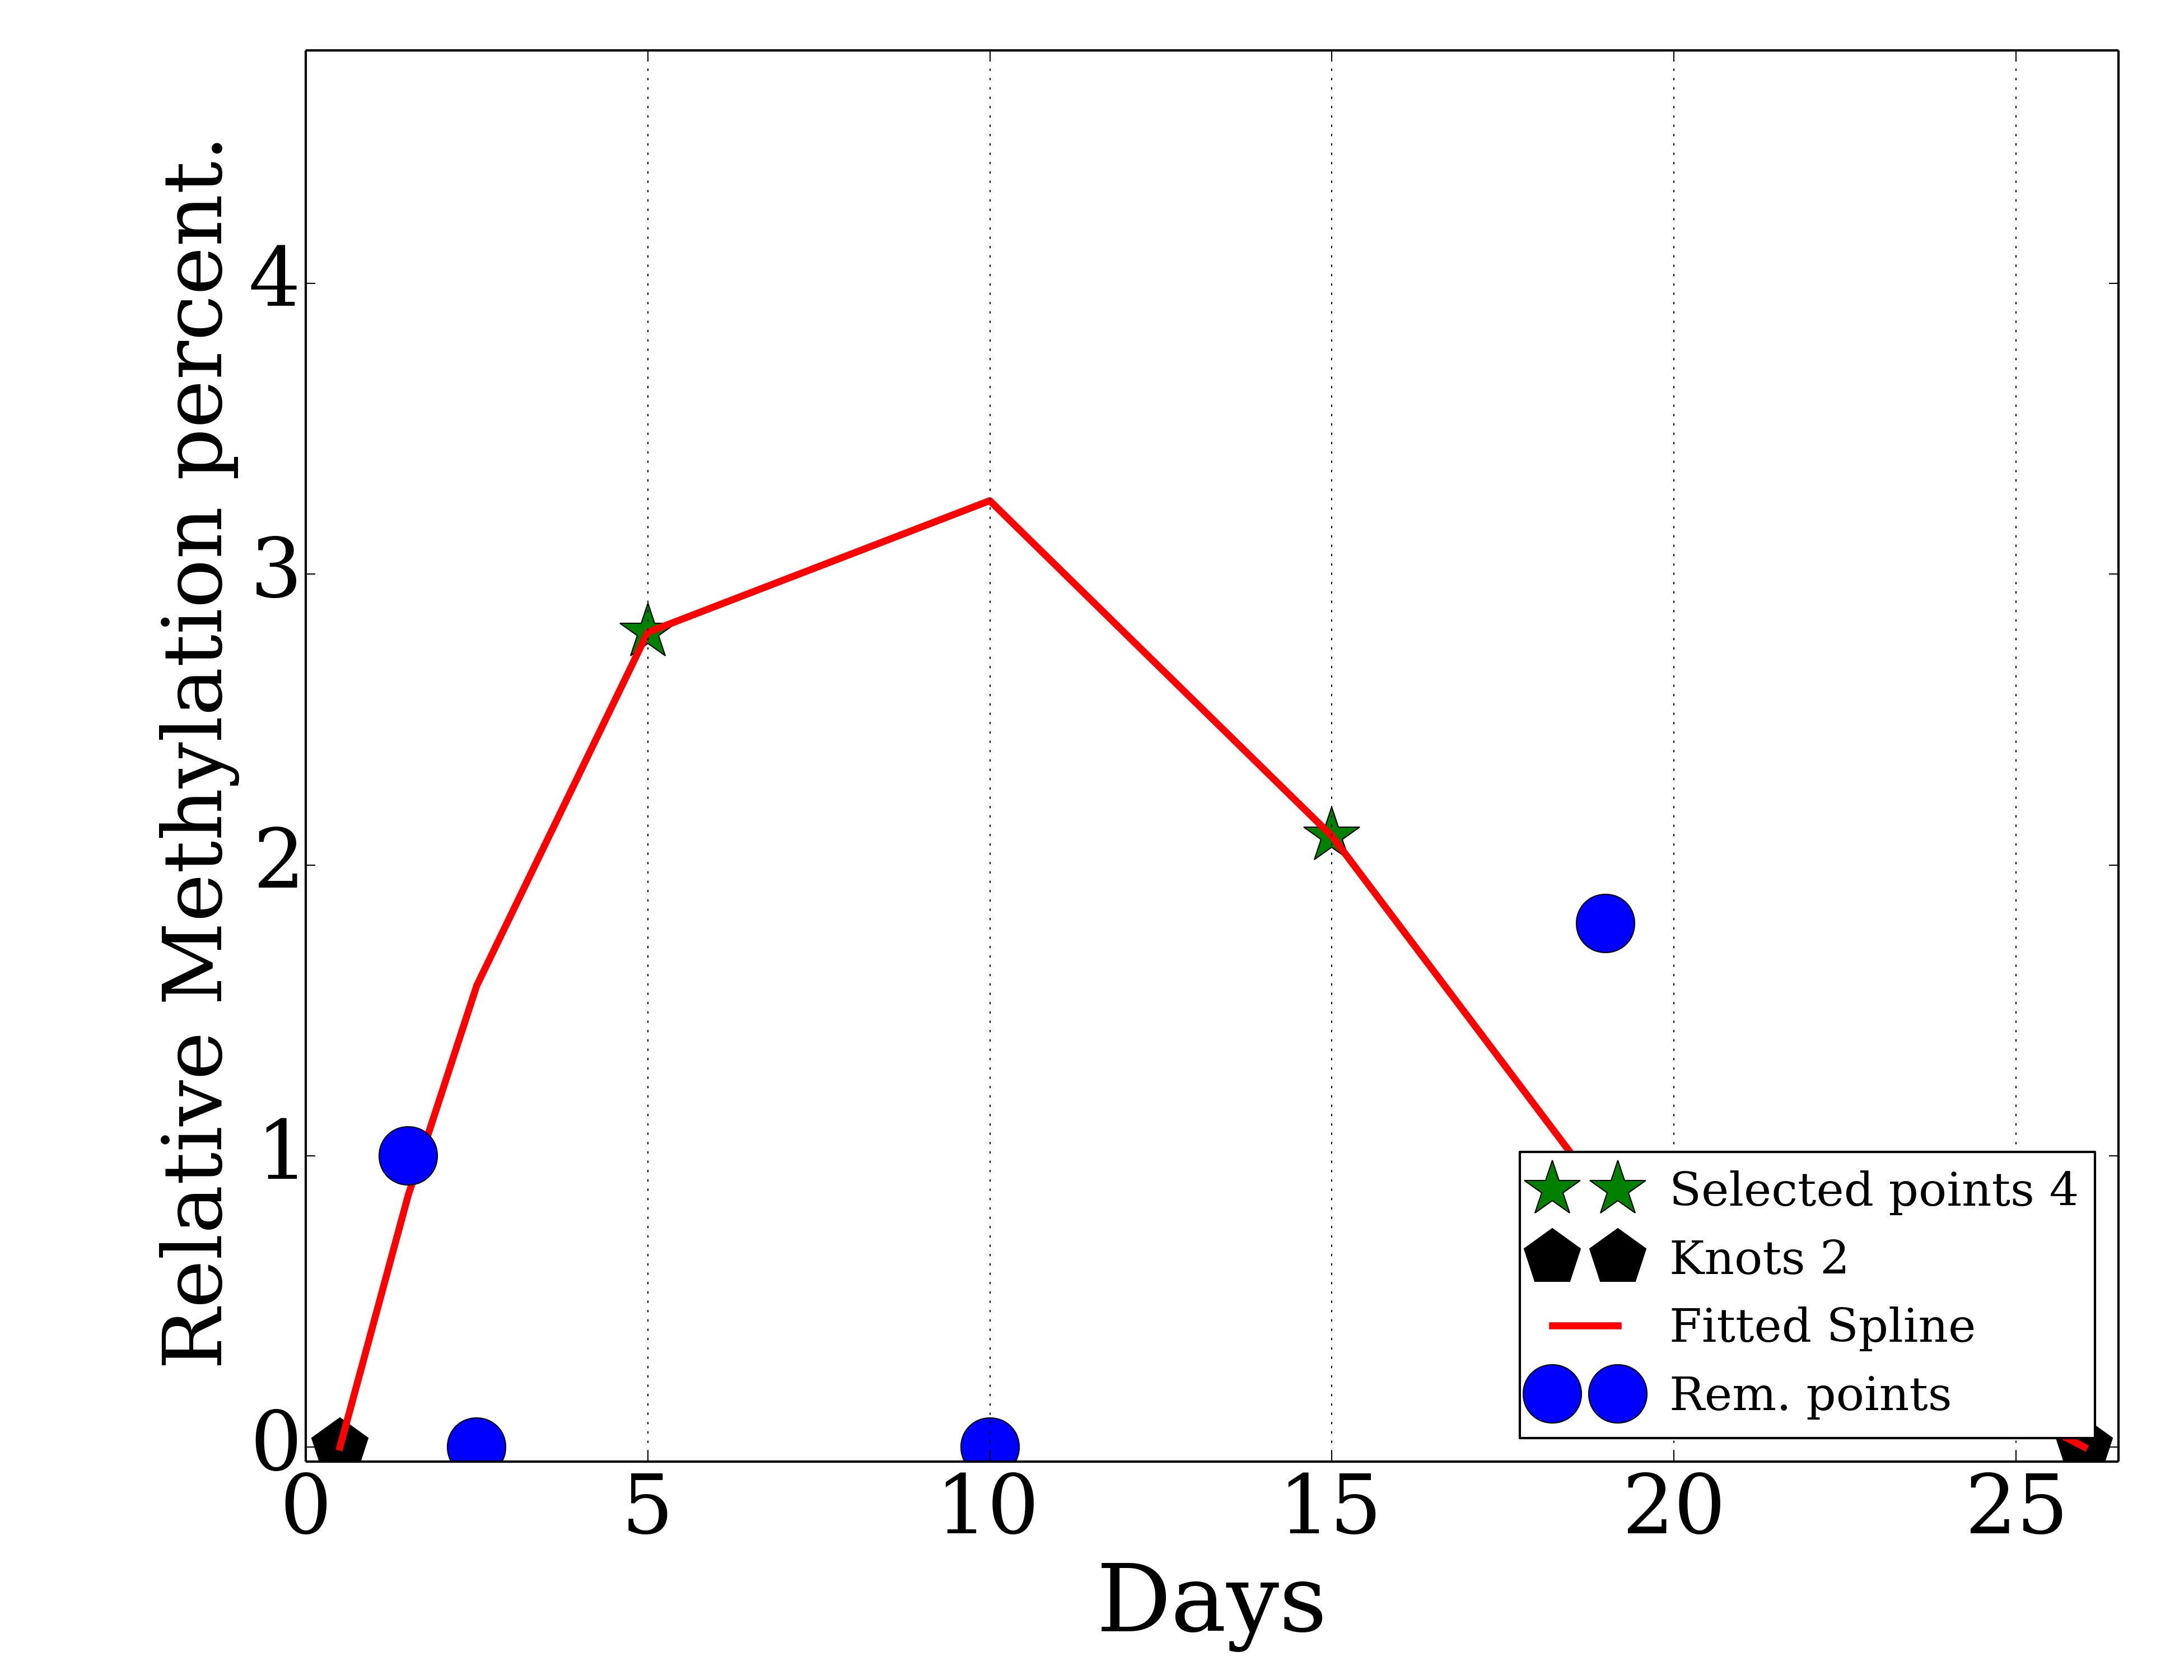 Relative Methylation percent.
4
3
2
1
0
Selected points 4
Knots 2
Fitted Spline
Rem. points
0 5 10 15 20 25
Days